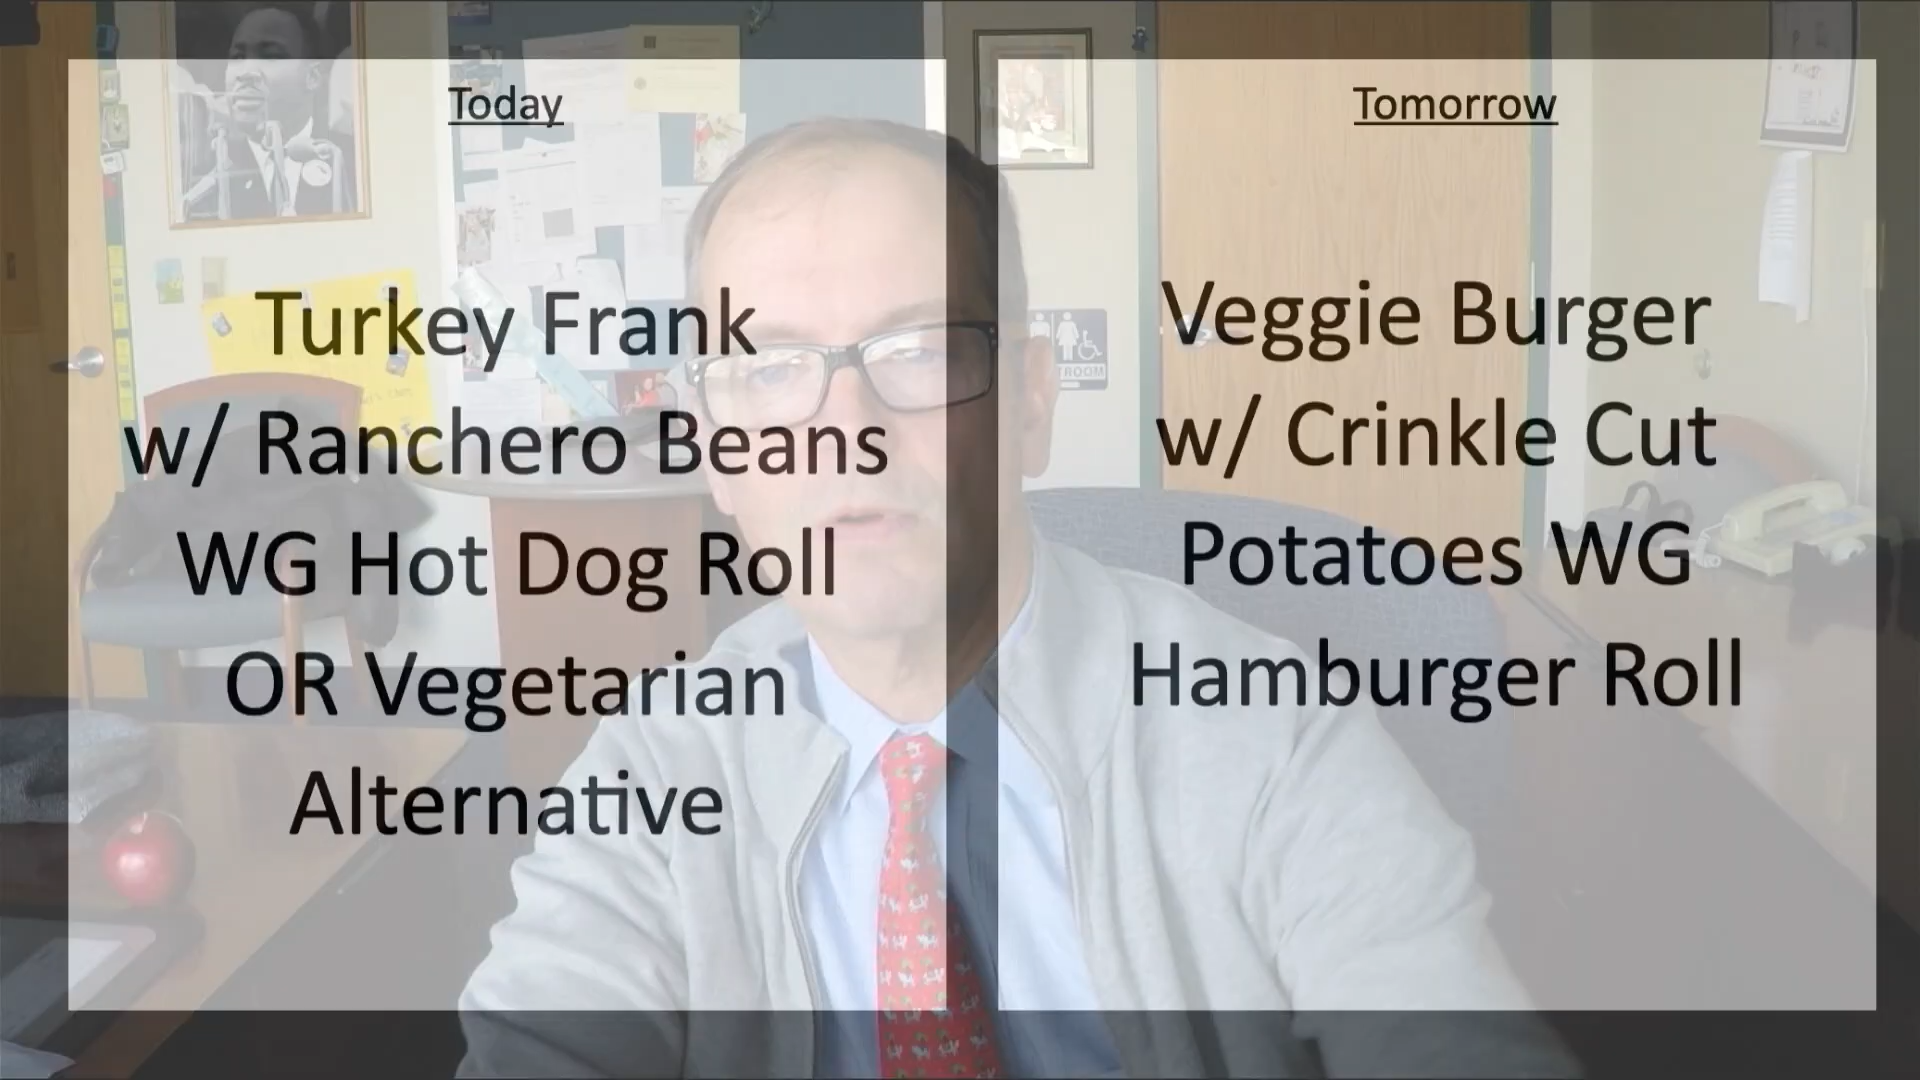 Today
Turkey Frank
w/ Ranchero Beans
WG Hot Dog Roll
OR Vegetarian
Alternative
Tomorrow
Veggie Burger
w/ Crinkle Cut
Potatoes WG
Hamburger Roll
TROOM